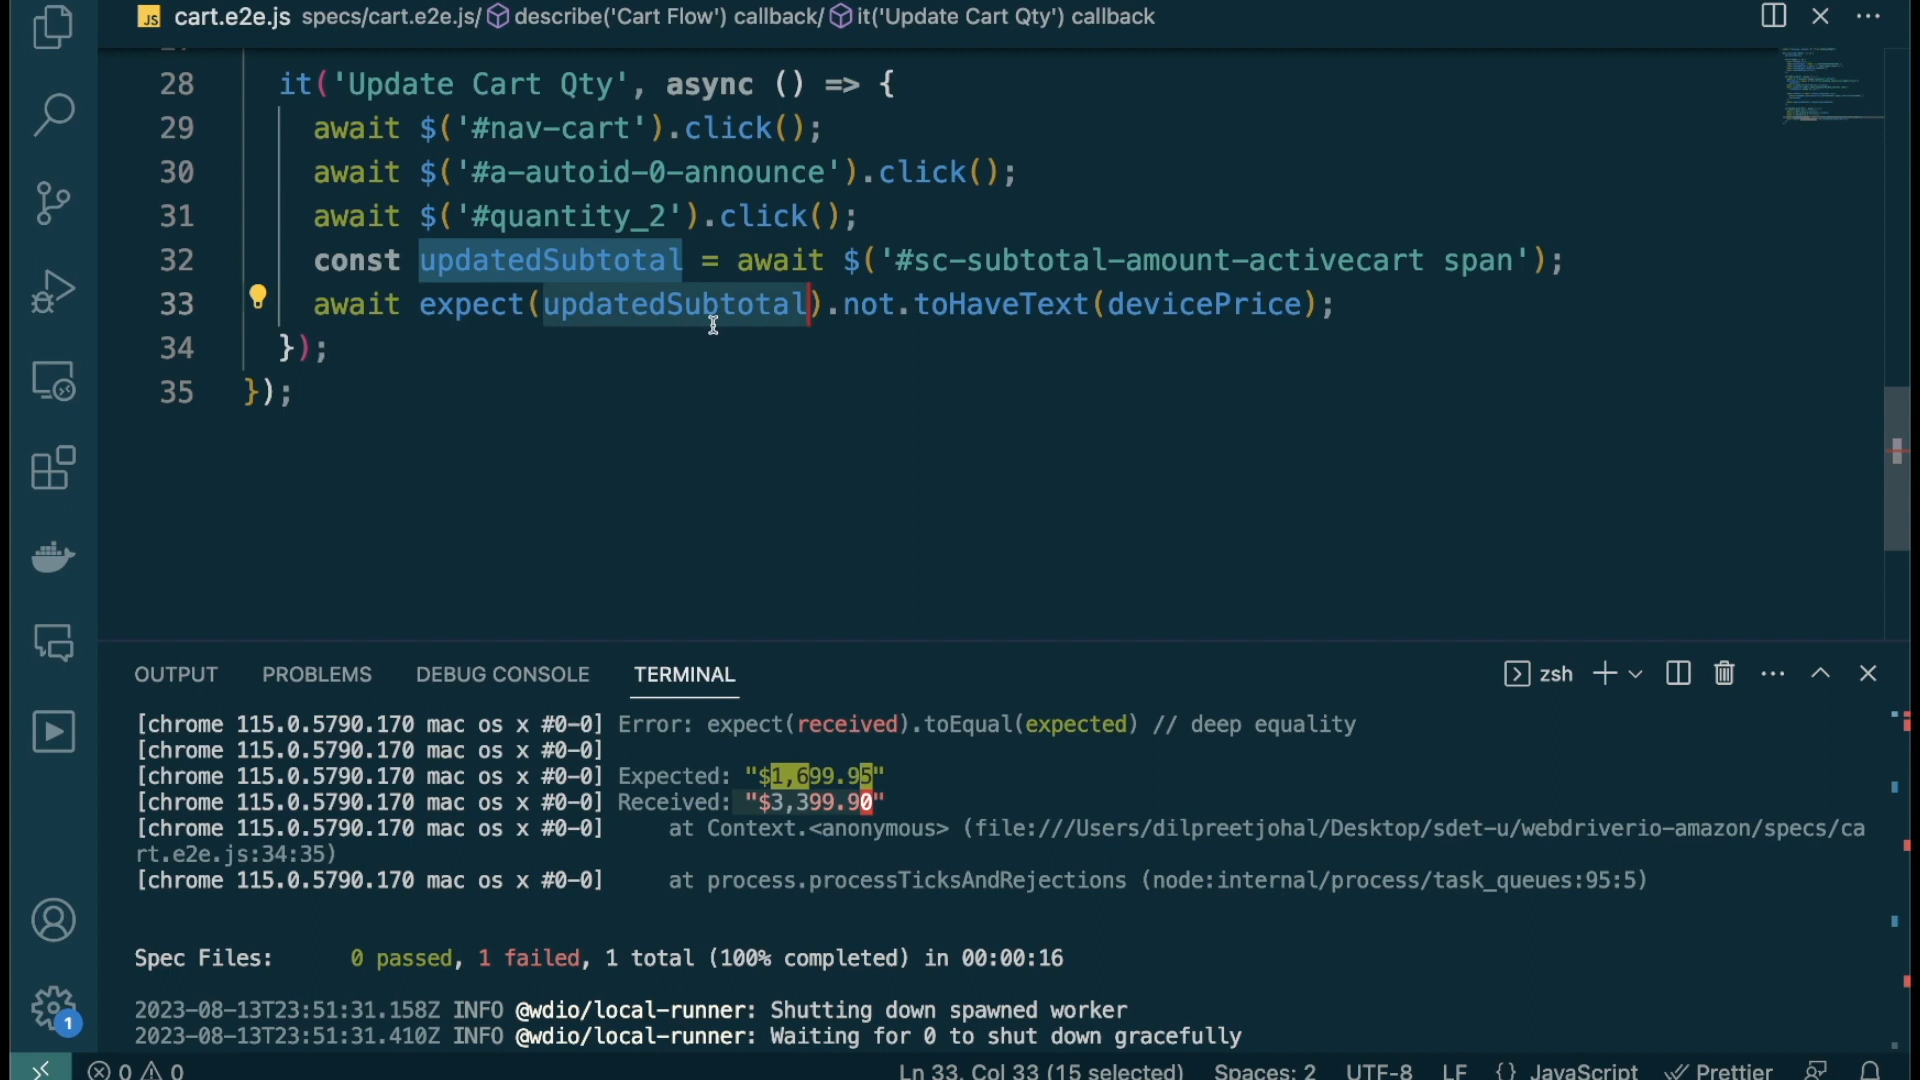 JS cart.e2e.js specs/cart.e2e.js/ describe('Cart Flow') callback/ it('Update Cart Qty') callback
28 it('Update Cart Qty', async () => {
29 await $('#nav-cart').click();
30 await $('#a-autoid-0-announce').click();
31 await $('#quantity_2').click();
32 const updatedSubtotal = await $('#sc-subtotal-amount-activecart span');
33 await expect(updatedSubtotal).not.toHaveText(devicePrice);
34 });
35 });
OUTPUT PROBLEMS DEBUG CONSOLE TERMINAL zsh
[chrome 115.0.5790.170 mac os x #0-0] Error: expect(received).toEqual(expected) // deep equality
[chrome 115.0.5790.170 mac os x #0-0]
[chrome 115.0.5790.170 mac os x #0-0] Expected: "$1,699.95"
[chrome 115.0.5790.170 mac os x #0-0] Received: "$3,399.90"
[chrome 115.0.5790.170 mac os x #0-0] at Context.<anonymous> (file:///Users/dilpreetjohal/Desktop/sdet-u/webdriverio-amazon/specs/ca
rt.e2e.js:34:35)
[chrome 115.0.5790.170 mac os x #0-0] at process.processTicksAndRejections (node:internal/process/task_queues:95:5)
Spec Files: 0 passed, 1 failed, 1 total (100% completed) in 00:00:16
2023-08-13T23:51:31.158Z INFO @wdio/local-runner: Shutting down spawned worker
2023-08-13T23:51:31.410Z INFO @wdio/local-runner: Waiting for 0 to shut down gracefully
1
0 0 Ln 33, Col 33 (15 selected) Spaces: 2 UTF-8 LF {} JavaScript Prettier